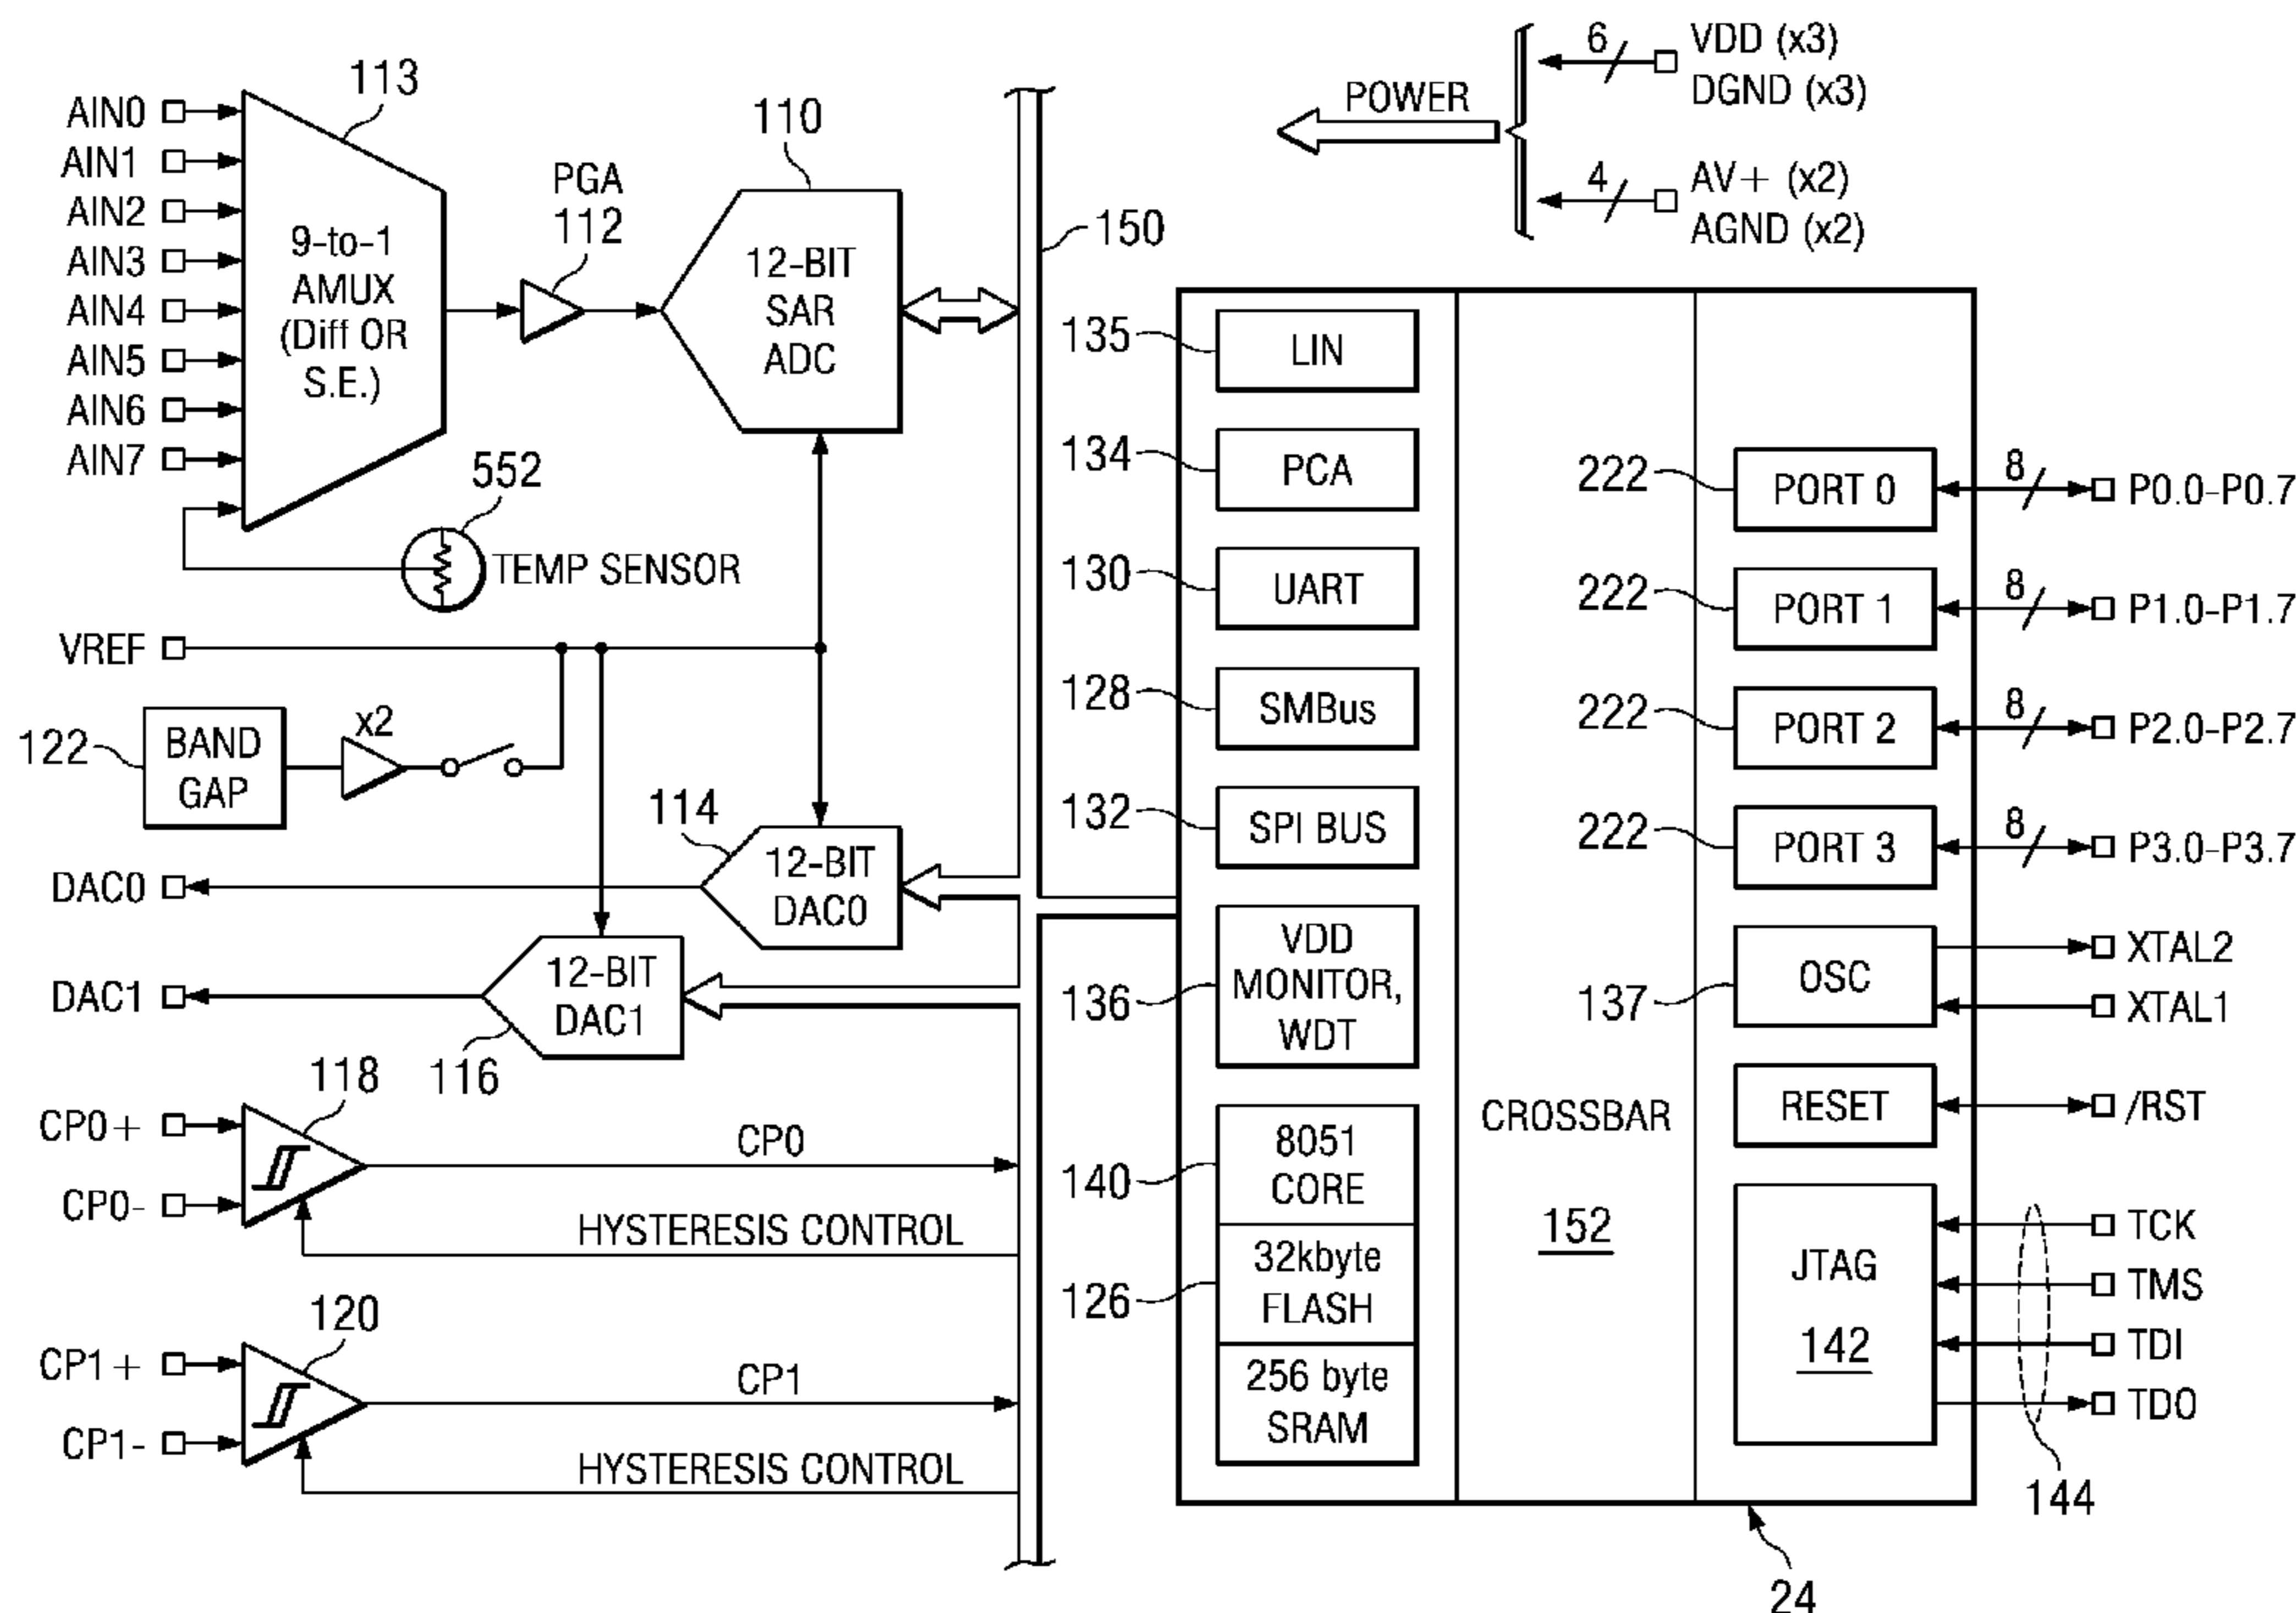 113
AIN0
AIN1
AIN2
AIN3
AIN4
AIN5
AIN6
AIN7
9-to-1
AMUX
(Diff OR
S.E.)
PGA
112
110
12-BIT
SAR
ADC
150
POWER
6
VDD (x3)
DGND (x3)
4
AV+ (x2)
AGND (x2)
552
TEMP SENSOR
VREF
122
BAND
GAP
x2
114
12-BIT
DAC0
DAC0
12-BIT
DAC1
DAC1
116
118
CP0+
CP0-
CP0
HYSTERESIS CONTROL
120
CP1+
CP1-
CP1
HYSTERESIS CONTROL
135
LIN
134
PCA
130
UART
128
SMBus
132
SPI BUS
136
VDD
MONITOR,
WDT
140
8051
CORE
126
32kbyte
FLASH
256 byte
SRAM
CROSSBAR
152
222
PORT 0
8
P0.0-P0.7
222
PORT 1
8
P1.0-P1.7
222
PORT 2
8
P2.0-P2.7
222
PORT 3
8
P3.0-P3.7
137
OSC
XTAL2
XTAL1
RESET
/RST
JTAG
142
TCK
TMS
TDI
TDO
144
24